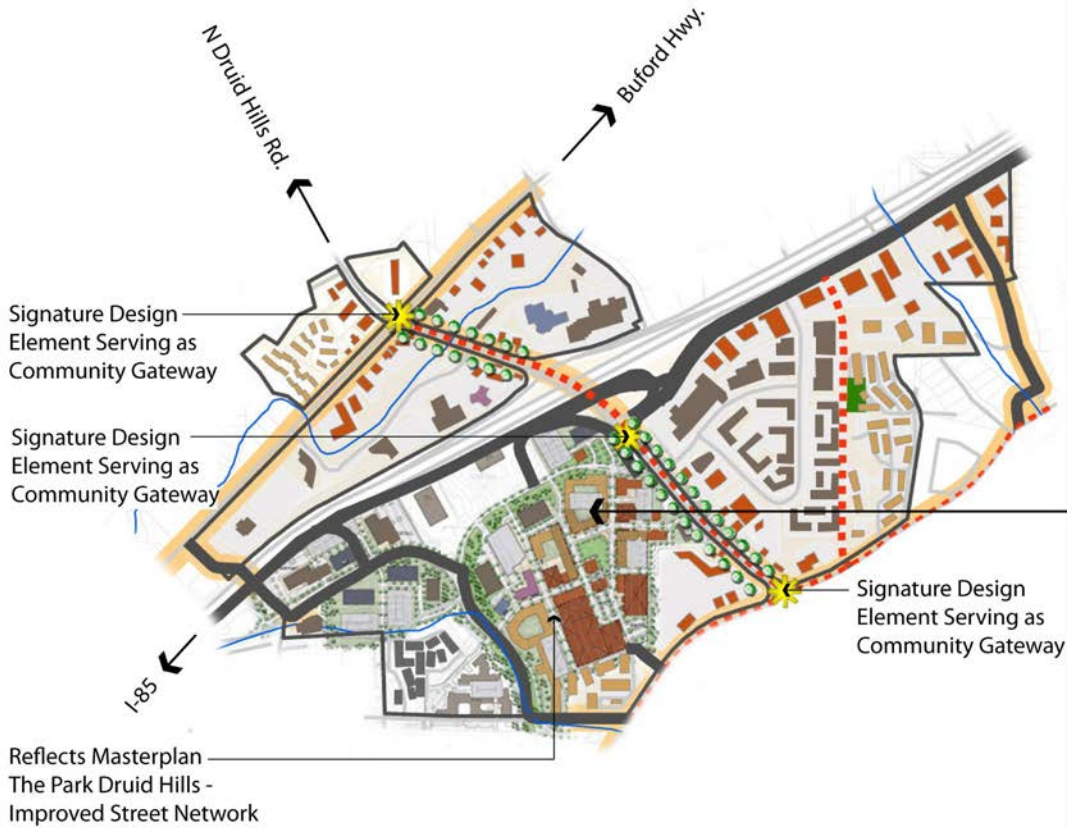 N Druid Hills Rd.
Buford Hwy.
Signature Design
Element Serving as
Community Gateway
Signature Design
Element Serving as
Community Gateway
Signature Design
Element Serving as
Community Gateway
I-85
Reflects Masterplan
The Park Druid Hills -
Improved Street Network